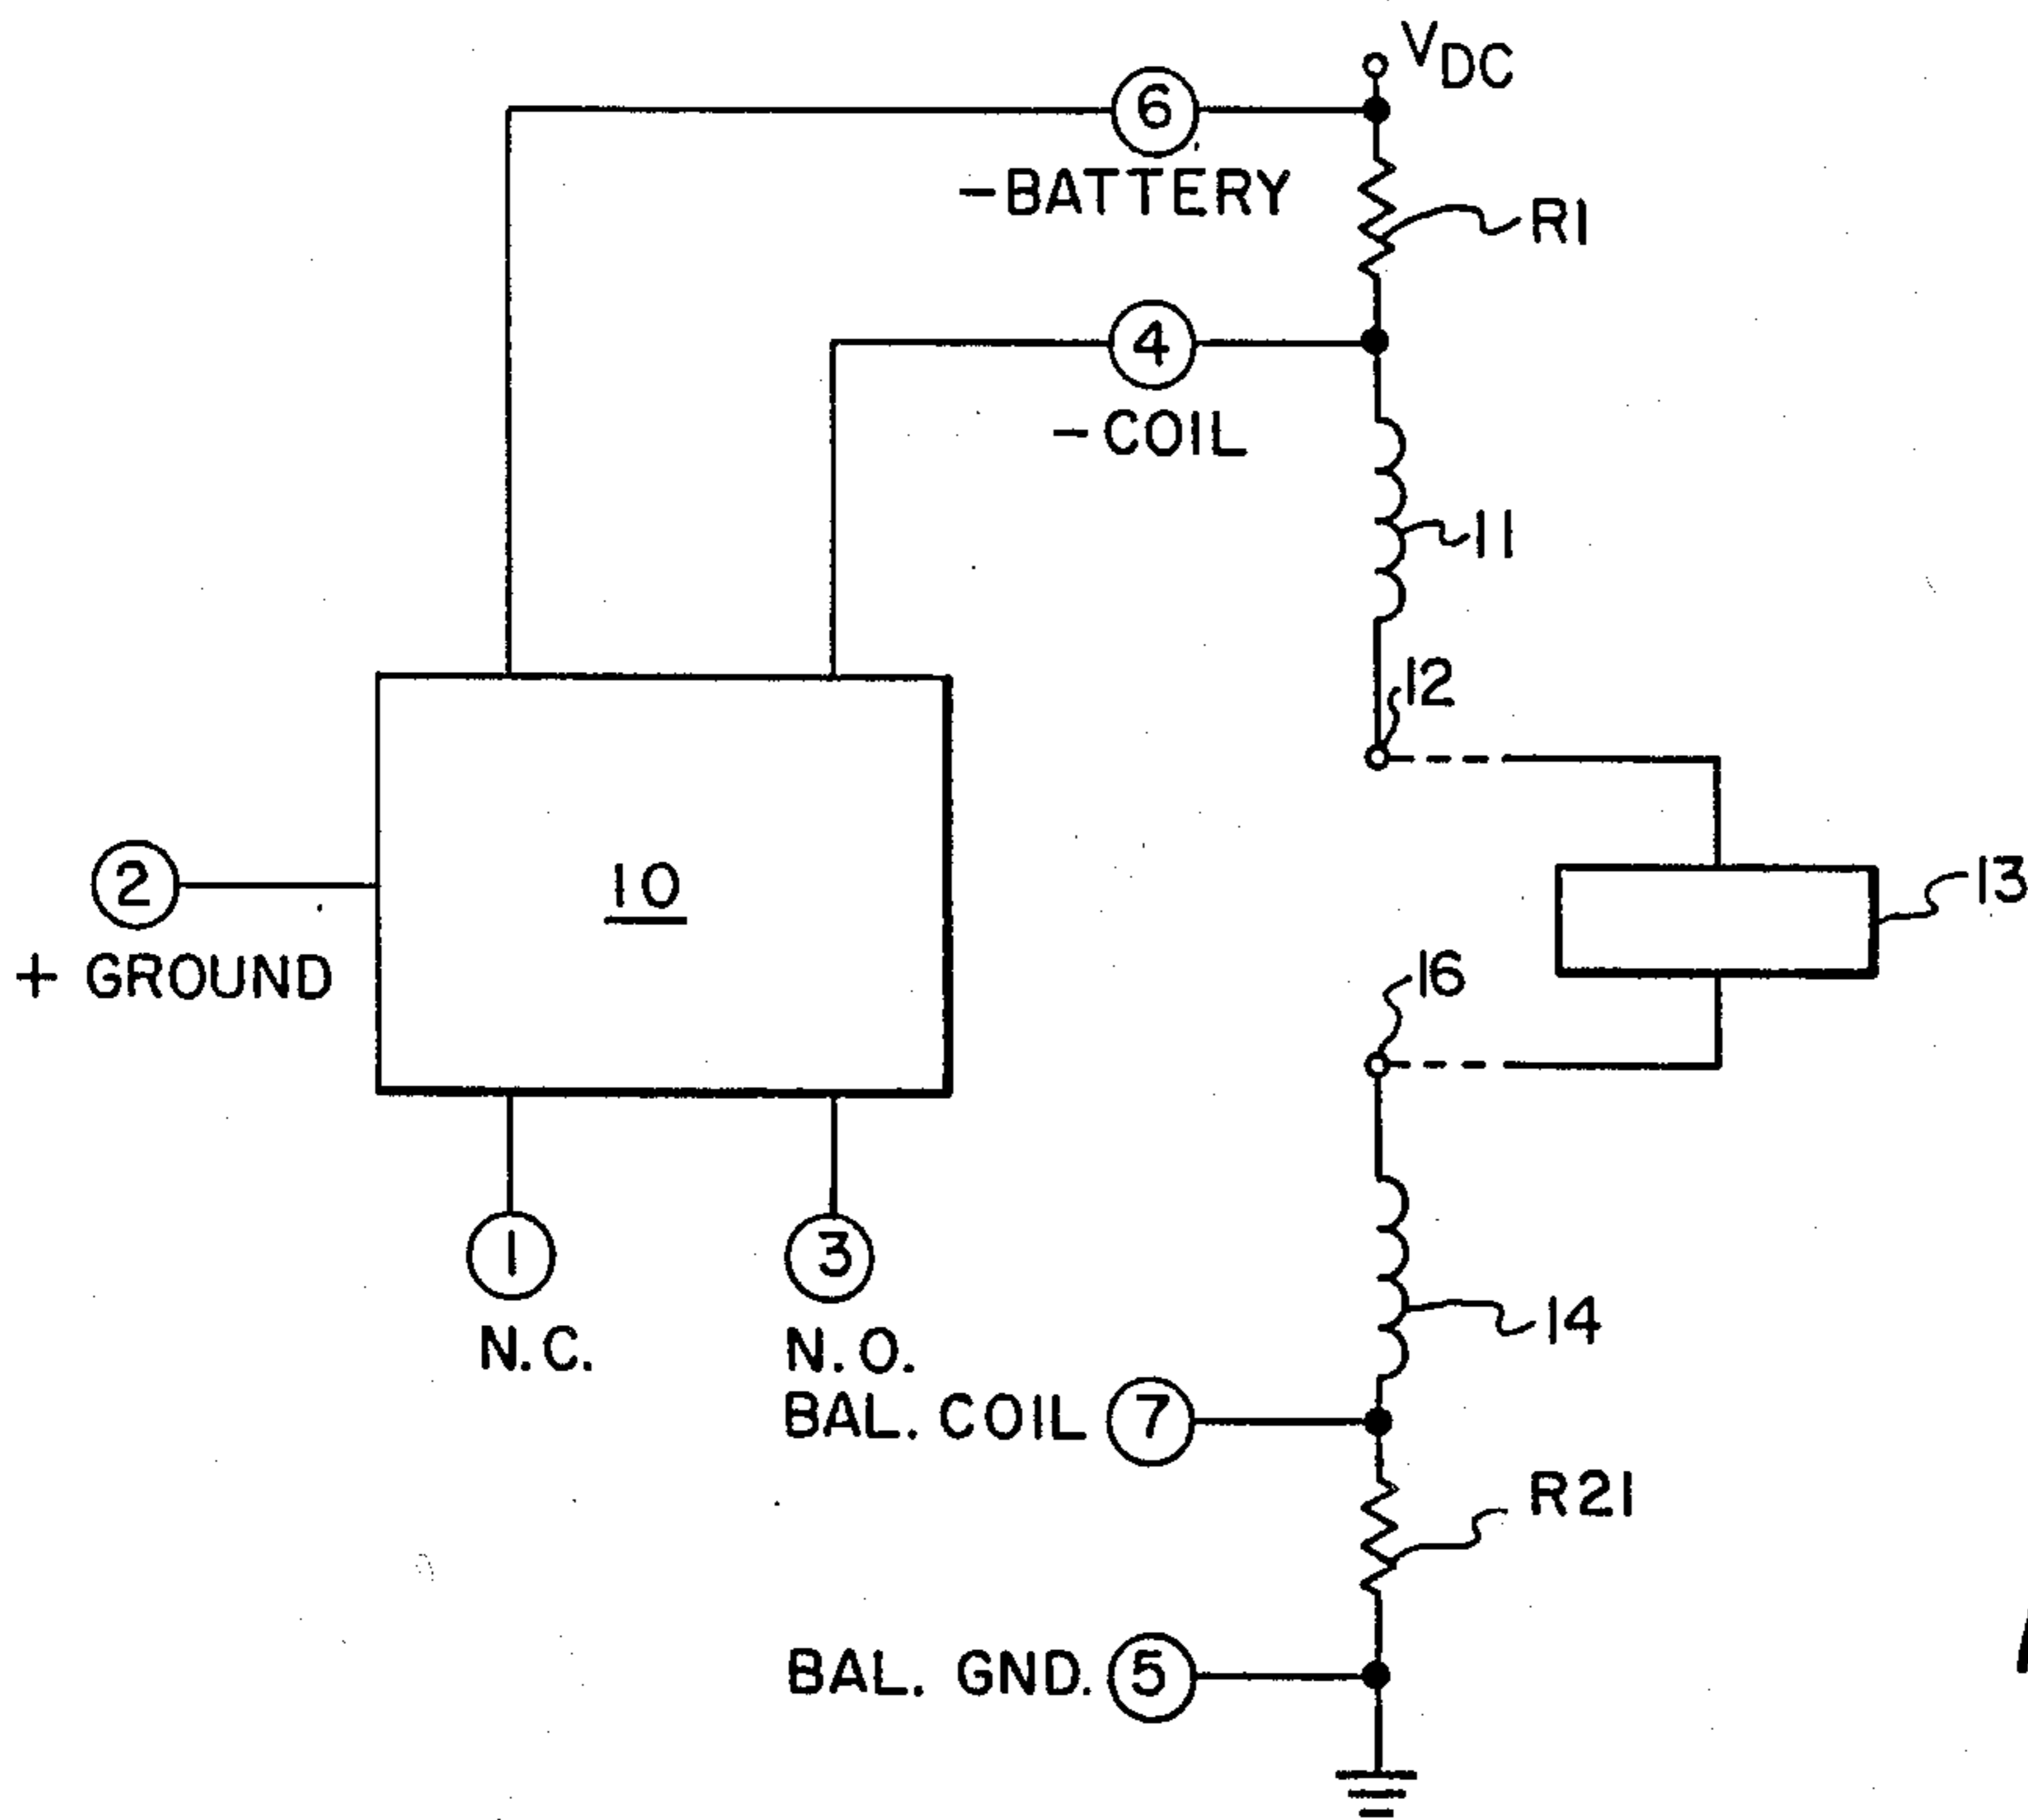 VDC
6
-BATTERY
R1
4
-COIL
11
12
2
10
13
+ GROUND
16
1
3
N.C.
N.O.
14
BAL. COIL 7
R21
BAL. GND. 5